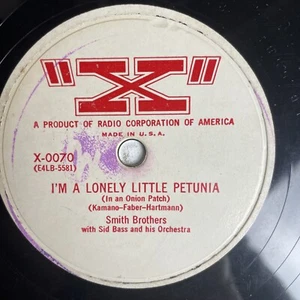 "X"
A PRODUCT OF RADIO CORPORATION OF AMERICA
MADE IN U.S.A.
X-0070
(E4LB-5581)
I'M A LONELY LITTLE PETUNIA
(In an Onion Patch)
(Kamano-Faber-Hartmann)
Smith Brothers
with Sid Bass and his Orchestra